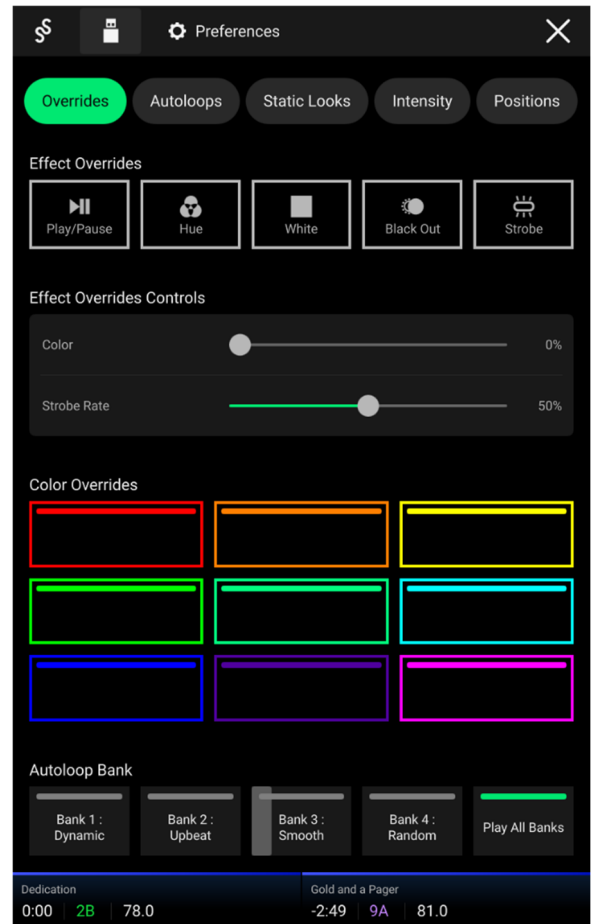 Preferences
Overrides
Autoloops
Static Looks
Intensity
Positions
Effect Overrides
Play/Pause
Hue
White
Black Out
Strobe
Effect Overrides Controls
Color
0%
Strobe Rate
50%
Color Overrides
Autoloop Bank
Bank 1 :
Dynamic
Bank 2 :
Upbeat
Bank 3 :
Smooth
Bank 4 :
Random
Play All Banks
Dedication
0:00 2B 78.0
Gold and a Pager
-2:49 9A 81.0